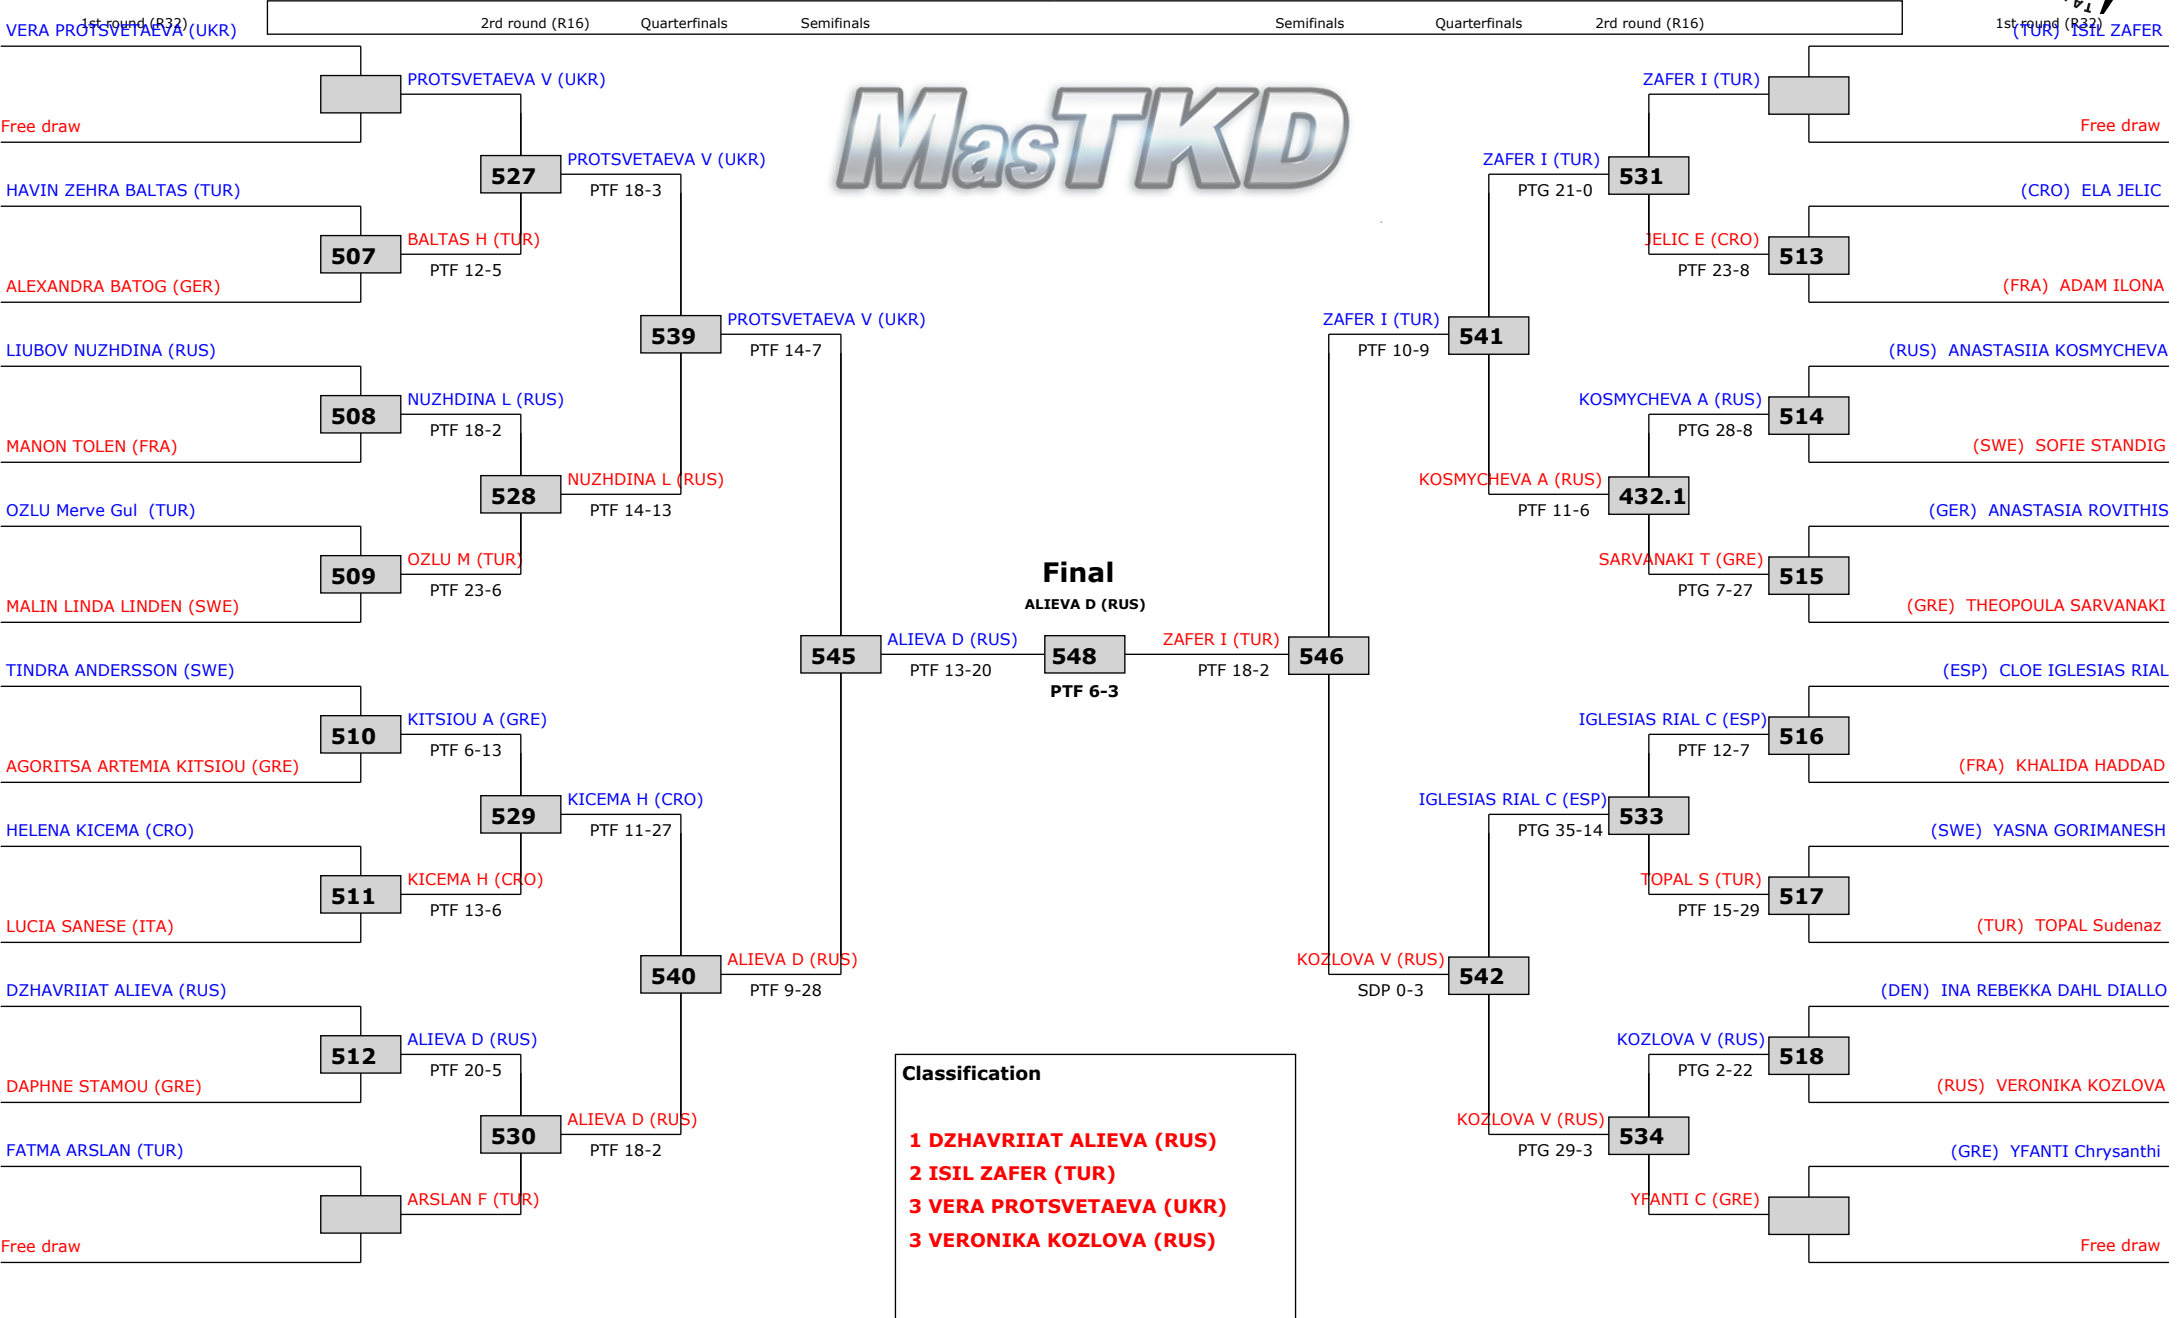 1st round (R32)
2rd round (R16)
Quarterfinals
Semifinals
Semifinals
Quarterfinals
2rd round (R16)
1st round (R32)
MasTKD
VERA PROTSVETAEVA (UKR)
Free draw
HAVIN ZEHRA BALTAS (TUR)
ALEXANDRA BATOG (GER)
LIUBOV NUZHDINA (RUS)
MANON TOLEN (FRA)
OZLU Merve Gul (TUR)
MALIN LINDA LINDEN (SWE)
TINDRA ANDERSSON (SWE)
AGORITSA ARTEMIA KITSIOU (GRE)
HELENA KICEMA (CRO)
LUCIA SANESE (ITA)
DZHAVRIIAT ALIEVA (RUS)
DAPHNE STAMOU (GRE)
FATMA ARSLAN (TUR)
Free draw
PROTSVETAEVA V (UKR)
507
BALTAS H (TUR)
PTF 12-5
508
NUZHDINA L (RUS)
PTF 18-2
509
OZLU M (TUR)
PTF 23-6
510
KITSIOU A (GRE)
PTF 6-13
511
KICEMA H (CRO)
PTF 13-6
512
ALIEVA D (RUS)
PTF 20-5
ARSLAN F (TUR)
527
PROTSVETAEVA V (UKR)
PTF 18-3
528
NUZHDINA L (RUS)
PTF 14-13
529
KICEMA H (CRO)
PTF 11-27
530
ALIEVA D (RUS)
PTF 18-2
539
PROTSVETAEVA V (UKR)
PTF 14-7
540
ALIEVA D (RUS)
PTF 9-28
545
ALIEVA D (RUS)
PTF 13-20
Final
ALIEVA D (RUS)
548
PTF 6-3
ZAFER I (TUR)
PTF 18-2
546
ZAFER I (TUR)
PTF 10-9
541
KOZLOVA V (RUS)
SDP 0-3
542
ZAFER I (TUR)
PTG 21-0
531
KOSMYCHEVA A (RUS)
PTF 11-6
432.1
IGLESIAS RIAL C (ESP)
PTG 35-14
533
KOZLOVA V (RUS)
PTG 29-3
534
ZAFER I (TUR)
JELIC E (CRO)
PTF 23-8
513
KOSMYCHEVA A (RUS)
PTG 28-8
514
SARVANAKI T (GRE)
PTG 7-27
515
IGLESIAS RIAL C (ESP)
PTF 12-7
516
TOPAL S (TUR)
PTF 15-29
517
KOZLOVA V (RUS)
PTG 2-22
518
YFANTI C (GRE)
(TUR) ISIL ZAFER
Free draw
(CRO) ELA JELIC
(FRA) ADAM ILONA
(RUS) ANASTASIIA KOSMYCHEVA
(SWE) SOFIE STANDIG
(GER) ANASTASIA ROVITHIS
(GRE) THEOPOULA SARVANAKI
(ESP) CLOE IGLESIAS RIAL
(FRA) KHALIDA HADDAD
(SWE) YASNA GORIMANESH
(TUR) TOPAL Sudenaz
(DEN) INA REBEKKA DAHL DIALLO
(RUS) VERONIKA KOZLOVA
(GRE) YFANTI Chrysanthi
Free draw
Classification
1 DZHAVRIIAT ALIEVA (RUS)
2 ISIL ZAFER (TUR)
3 VERA PROTSVETAEVA (UKR)
3 VERONIKA KOZLOVA (RUS)